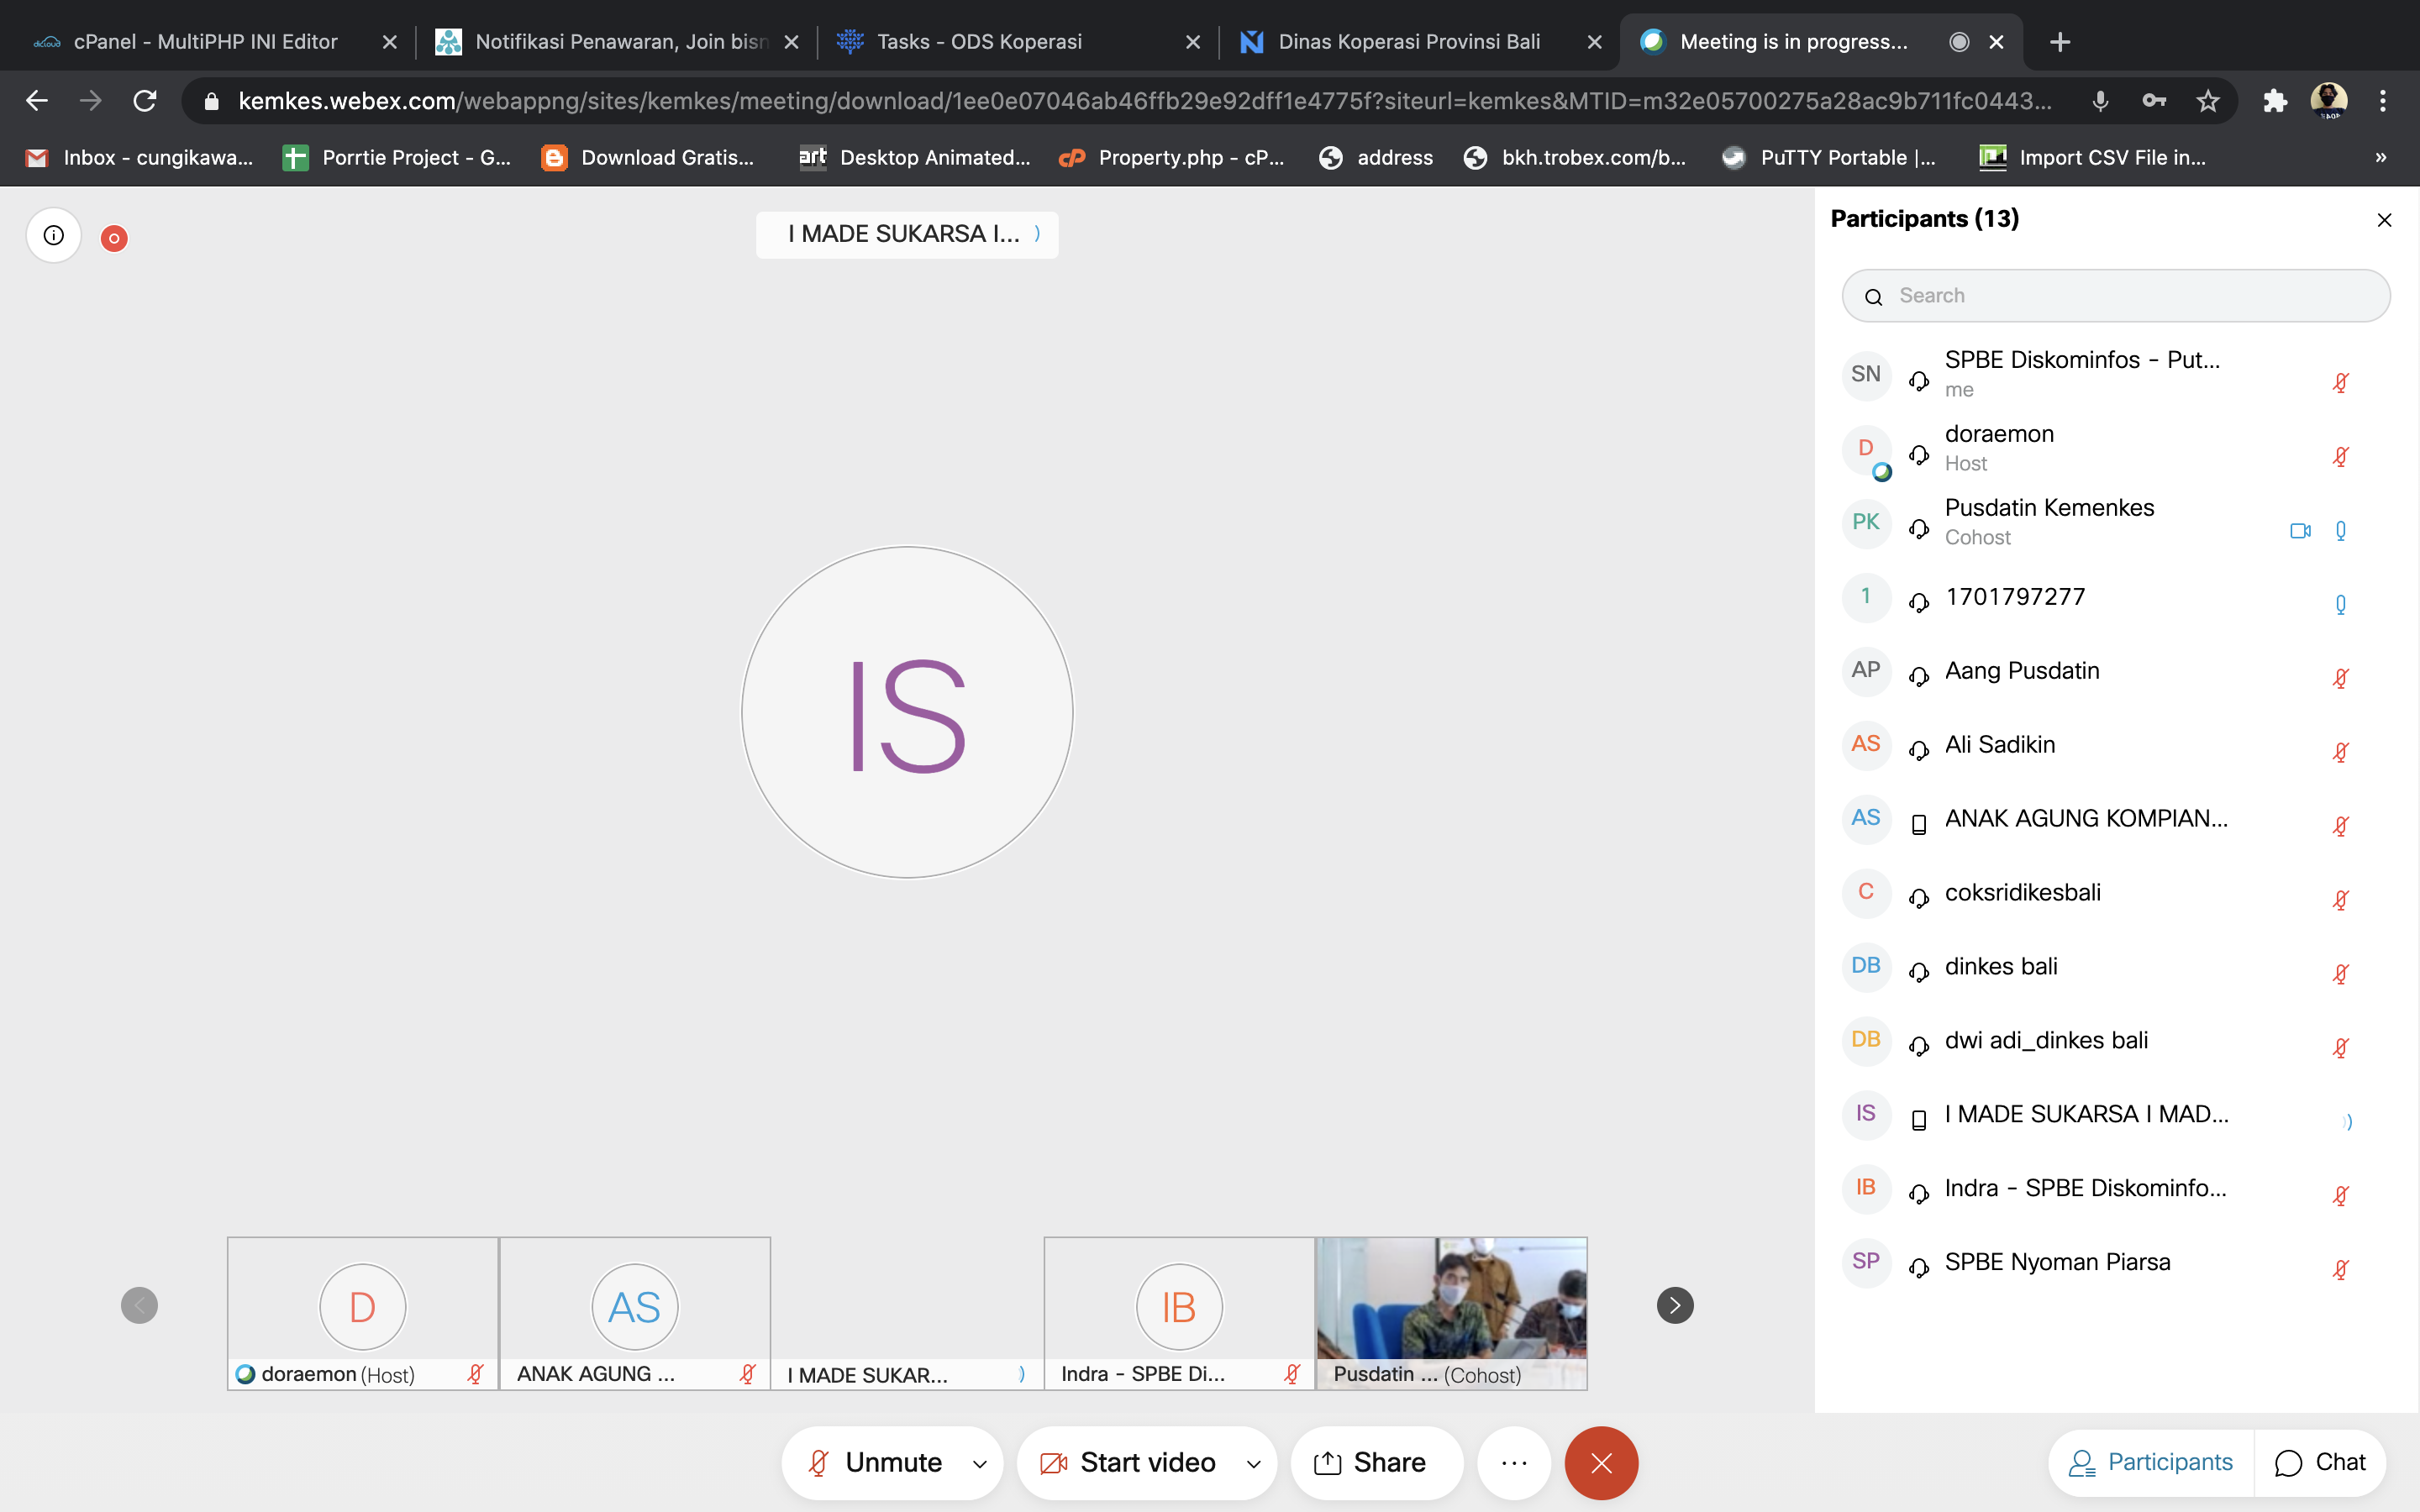 cPanel - MultiPHP INI Editor
Notifikasi Penawaran, Join bisn
Tasks - ODS Koperasi
Dinas Koperasi Provinsi Bali
Meeting is in progress...
kemkes.webex.com/webappng/sites/kemkes/meeting/download/1ee0e07046ab46ffb29e92dff1e4775f?siteurl=kemkes&MTID=m32e05700275a28ac9b711fc0443...
Inbox - cungikawa...
Porrtie Project - G...
Download Gratis...
art
Desktop Animated...
cP
Property.php - cP...
address
bkh.trobex.com/b...
PuTTY Portable |...
Import CSV File in...
»
I MADE SUKARSA I...
IS
D
doraemon (Host)
AS
ANAK AGUNG ...
I MADE SUKAR...
IB
Indra - SPBE Di...
Pusdatin ... (Cohost)
Unmute
Start video
Share
Participants (13)
Search
SN
SPBE Diskominfos - Put...
me
D
doraemon
Host
PK
Pusdatin Kemenkes
Cohost
1
1701797277
AP
Aang Pusdatin
AS
Ali Sadikin
AS
ANAK AGUNG KOMPIAN...
C
coksridikesbali
DB
dinkes bali
DB
dwi adi_dinkes bali
IS
I MADE SUKARSA I MAD...
IB
Indra - SPBE Diskominfo...
SP
SPBE Nyoman Piarsa
Participants
Chat